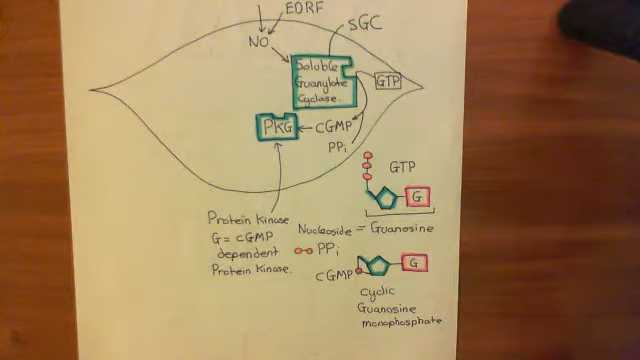 EDRF
SGC
NO
Soluble
Guanylate
Cyclase.
GTP
PKG
cGMP
PPi
GTP
G
Protein kinase
G = cGMP
dependent
Protein Kinase.
Nucleoside = Guanosine
PPi
cGMP
G
cyclic
Guanosine
monophosphate